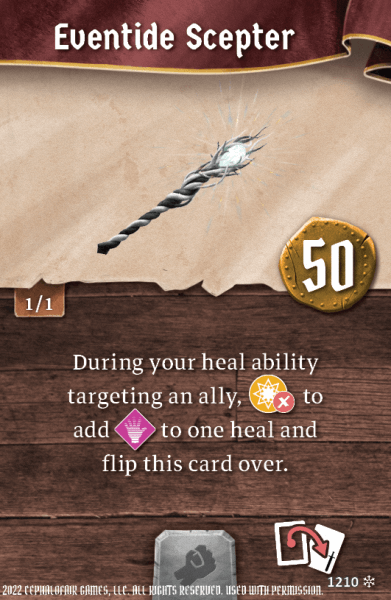 Eventide Scepter
50
1/1
During your heal ability
targeting an ally, to
add to one heal and
flip this card over.
1210
2022 CEPHALOFAIR GAMES, LLC. ALL RIGHTS RESERVED. USED WITH PERMISSION.